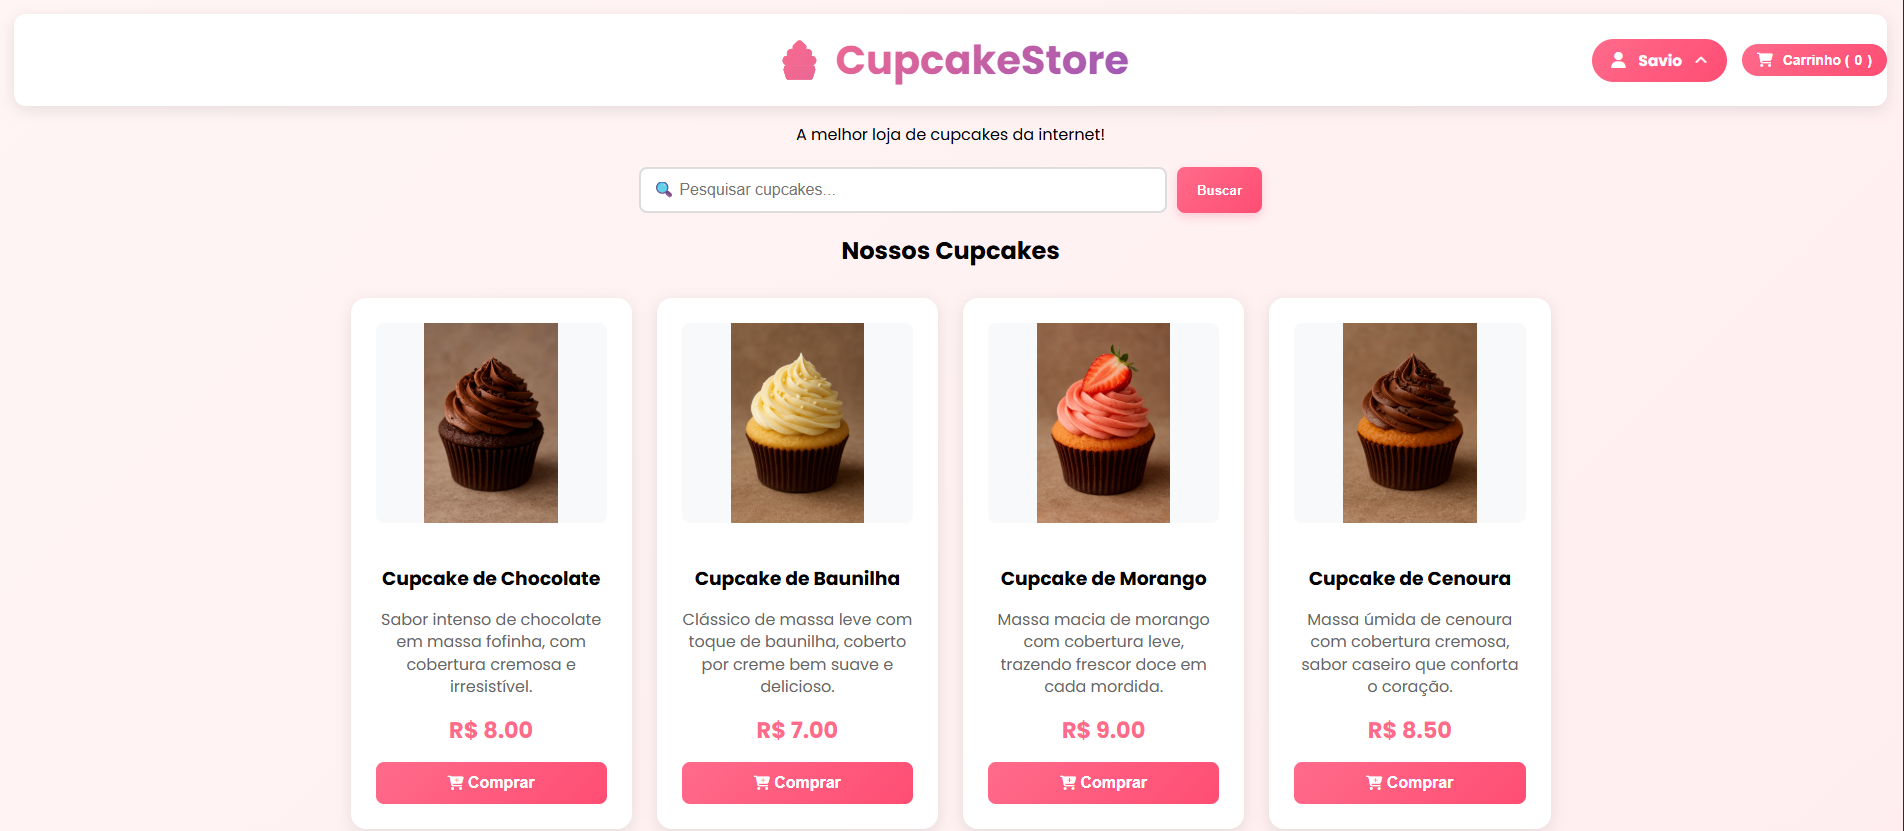 CupcakeStore
Savio
Carrinho ( 0 )
A melhor loja de cupcakes da internet!
🔍 Pesquisar cupcakes...
Buscar
Nossos Cupcakes
Cupcake de Chocolate
Sabor intenso de chocolate
em massa fofinha, com
cobertura cremosa e
irresistível.
R$ 8.00
Comprar
Cupcake de Baunilha
Clássico de massa leve com
toque de baunilha, coberto
por creme bem suave e
delicioso.
R$ 7.00
Comprar
Cupcake de Morango
Massa macia de morango
com cobertura leve,
trazendo frescor doce em
cada mordida.
R$ 9.00
Comprar
Cupcake de Cenoura
Massa úmida de cenoura
com cobertura cremosa,
sabor caseiro que conforta
o coração.
R$ 8.50
Comprar